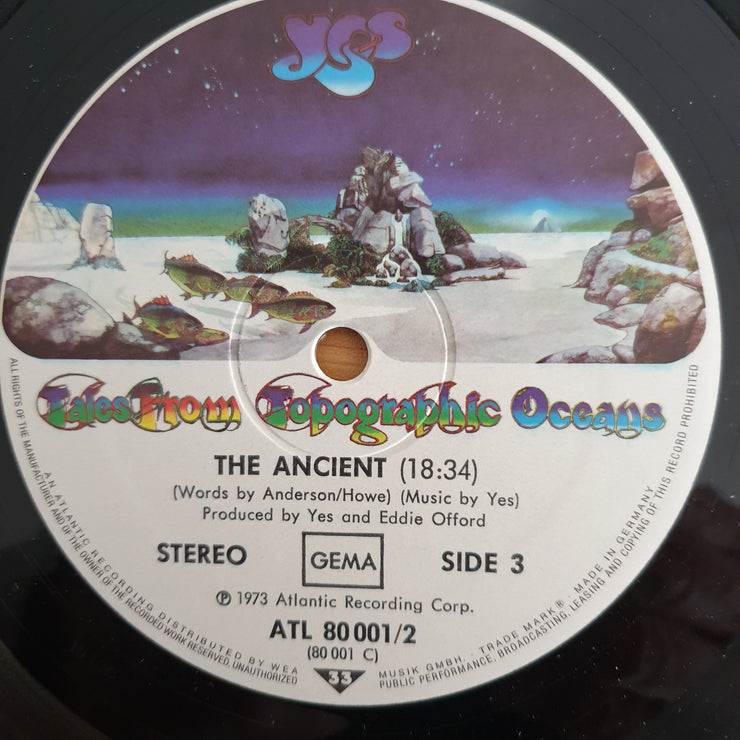 yes
Tales From Topographic Oceans
THE ANCIENT (18:34)
(Words by Anderson/Howe) (Music by Yes)
Produced by Yes and Eddie Offord
STEREO GEMA SIDE 3
℗ 1973 Atlantic Recording Corp.
ATL 80 001/2
(80 001 C)
33
ALL RIGHTS OF THE MANUFACTURER AND OF THE OWNER OF THE RECORDED WORK RESERVED, UNAUTHORIZED PUBLIC PERFORMANCE, BROADCASTING, LEASING AND COPYING OF THIS RECORD PROHIBITED
AN ATLANTIC RECORDING DISTRIBUTED BY WEA MUSIK GMBH. · TRADE MARK ® · MADE IN GERMANY